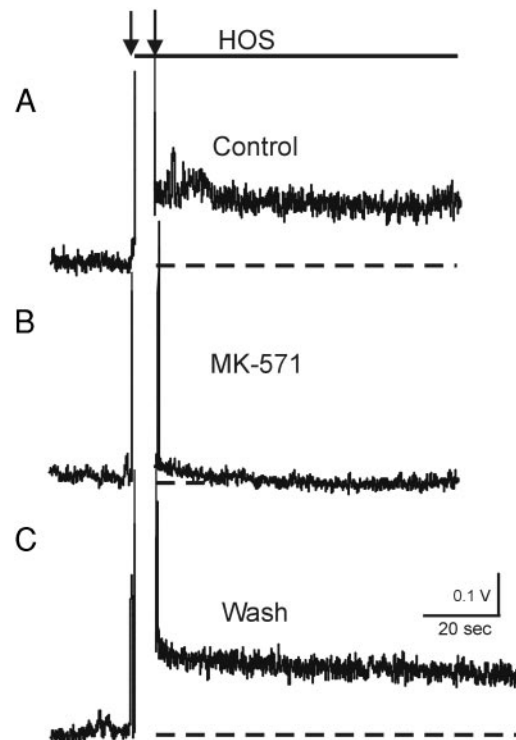 HOS
A
Control
B
MK-571
C
Wash
0.1 V
20 sec